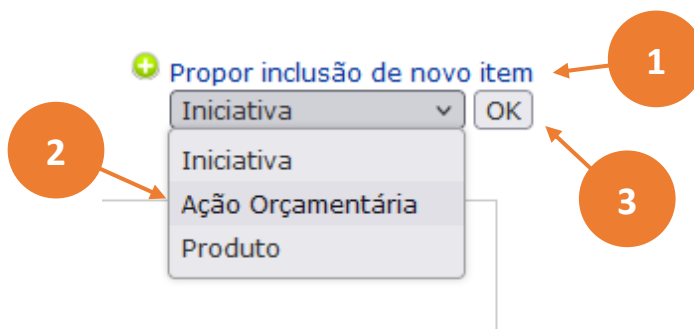 Propor inclusão de novo item
1
Iniciativa
OK
2
Iniciativa
Ação Orçamentária
3
Produto